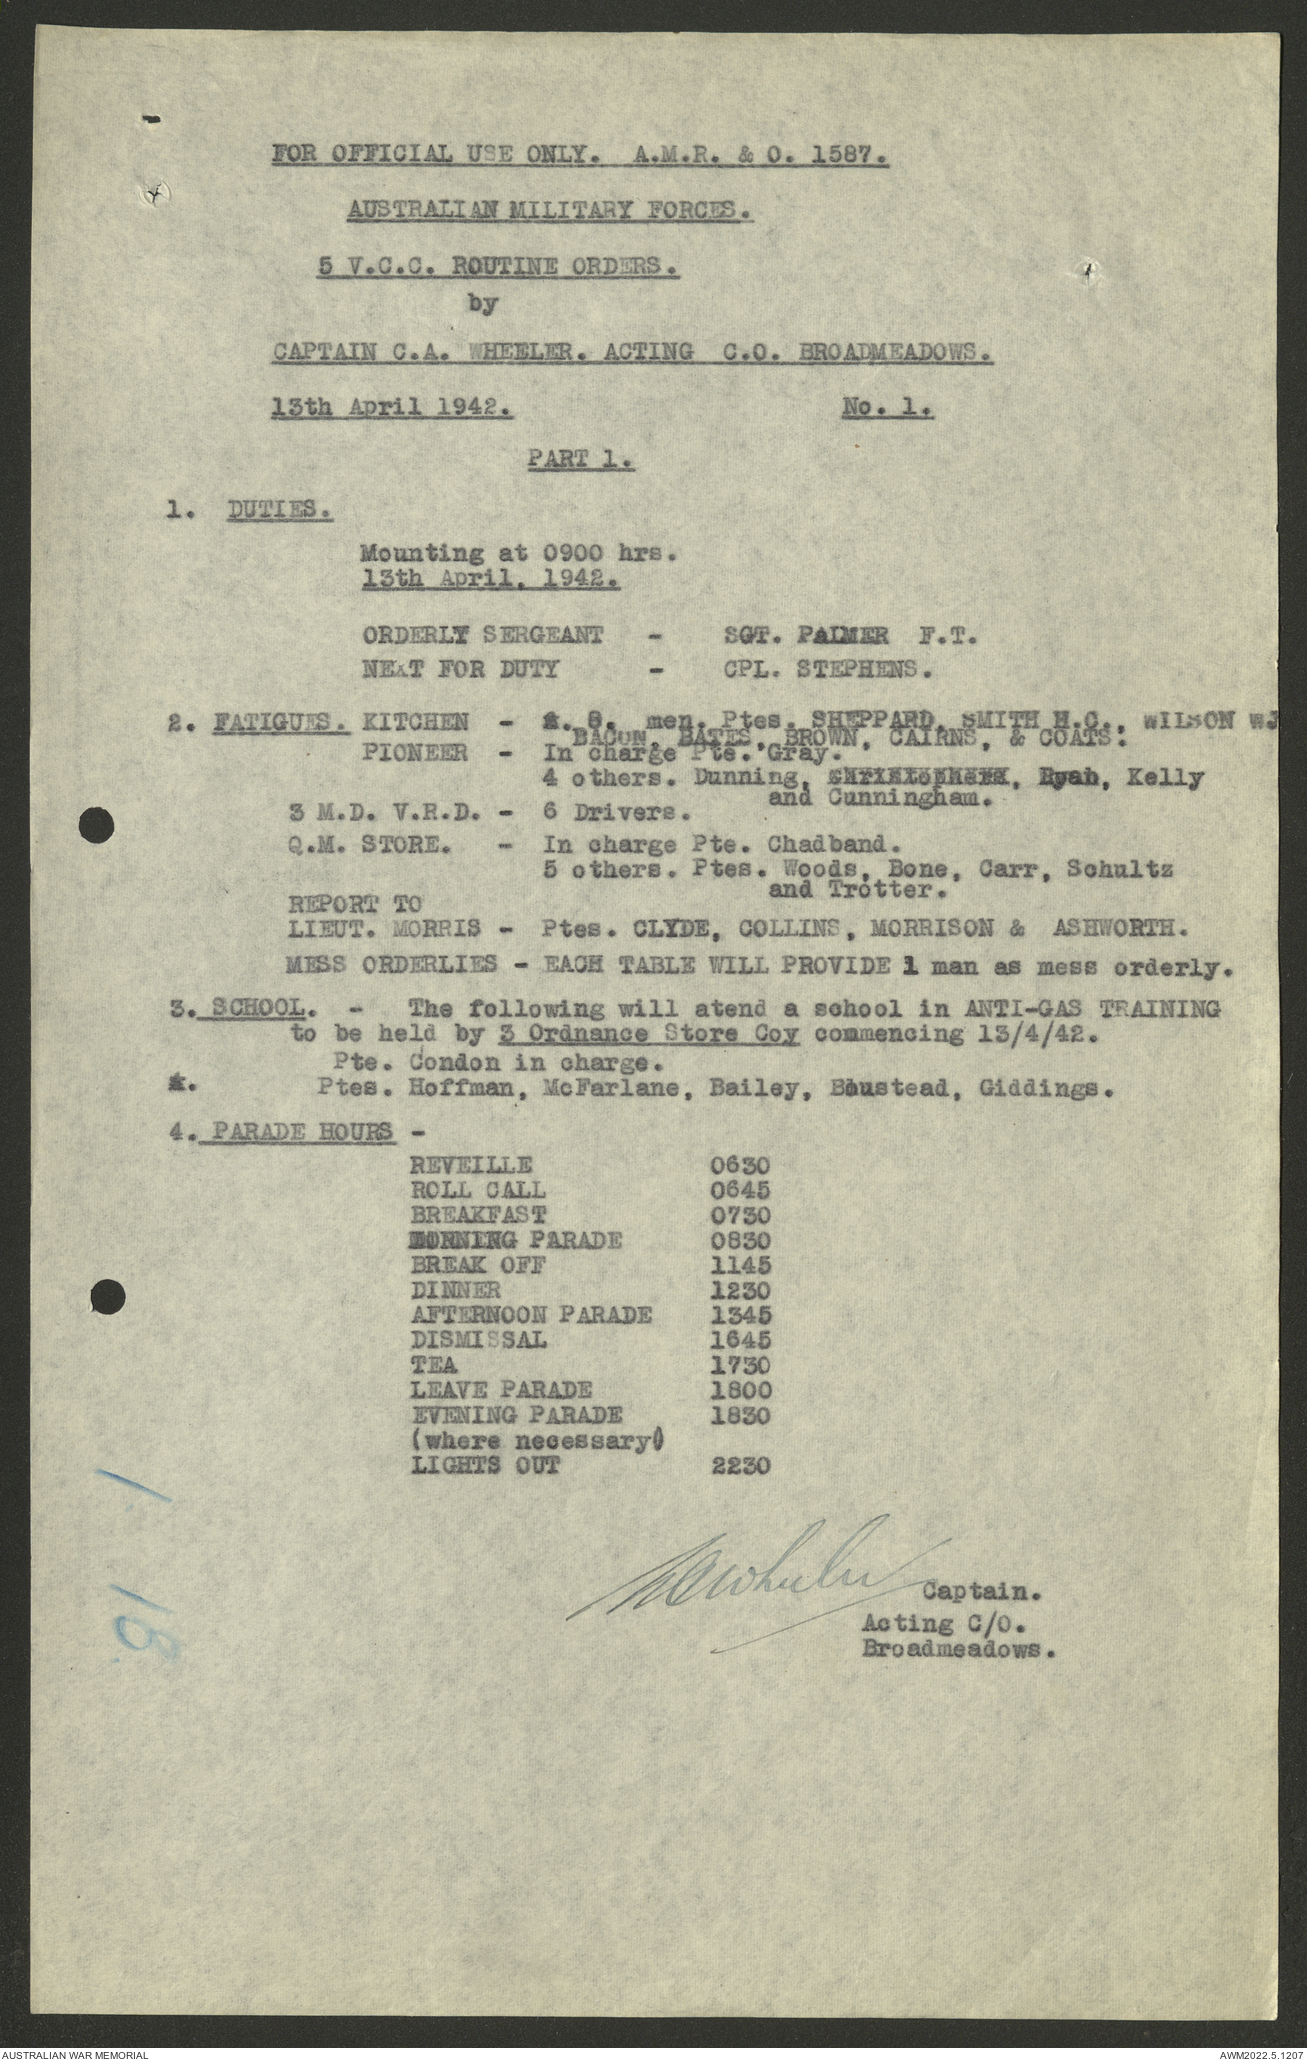 FOR OFFICIAL USE ONLY. A.M.R. & O. 1587.
AUSTRALIAN MILITARY FORCES.
5 V.C.C. ROUTINE ORDERS.
by
CAPTAIN C.A. WHEELER. ACTING C.O. BROADMEADOWS.
13th April 1942. No. 1.
PART 1.
1. DUTIES.
Mounting at 0900 hrs.
13th April, 1942.
ORDERLY SERGEANT - SGT. PALMER F.T.
NEXT FOR DUTY - CPL. STEPHENS.
2. FATIGUES. KITCHEN - 8. men. Ptes. SHEPPARD, SMITH H.C., WILSON WJ
BACON, BATES, BROWN, CAIRNS, & COATS.
PIONEER - In charge Pte. Gray.
4 others. Dunning, Christophers, Ryan, Kelly
and Cunningham.
3 M.D. V.R.D. - 6 Drivers.
Q.M. STORE. - In charge Pte. Chadband.
5 others. Ptes. Woods, Bone, Carr, Schultz
and Trotter.
REPORT TO
LIEUT. MORRIS - Ptes. CLYDE, COLLINS, MORRISON & ASHWORTH.
MESS ORDERLIES - EACH TABLE WILL PROVIDE 1 man as mess orderly.
3. SCHOOL. - The following will atend a school in ANTI-GAS TRAINING
to be held by 3 Ordnance Store Coy commencing 13/4/42.
Pte. Condon in charge.
Ptes. Hoffman, McFarlane, Bailey, Boustead, Giddings.
4. PARADE HOURS -
REVEILLE 0630
ROLL CALL 0645
BREAKFAST 0730
MORNING PARADE 0830
BREAK OFF 1145
DINNER 1230
AFTERNOON PARADE 1345
DISMISSAL 1645
TEA 1730
LEAVE PARADE 1800
EVENING PARADE 1830
(where necessary)
LIGHTS OUT 2230
CAWheeler Captain.
Acting C/O.
Broadmeadows.
1. 18.
AUSTRALIAN WAR MEMORIAL AWM2022.5.1207